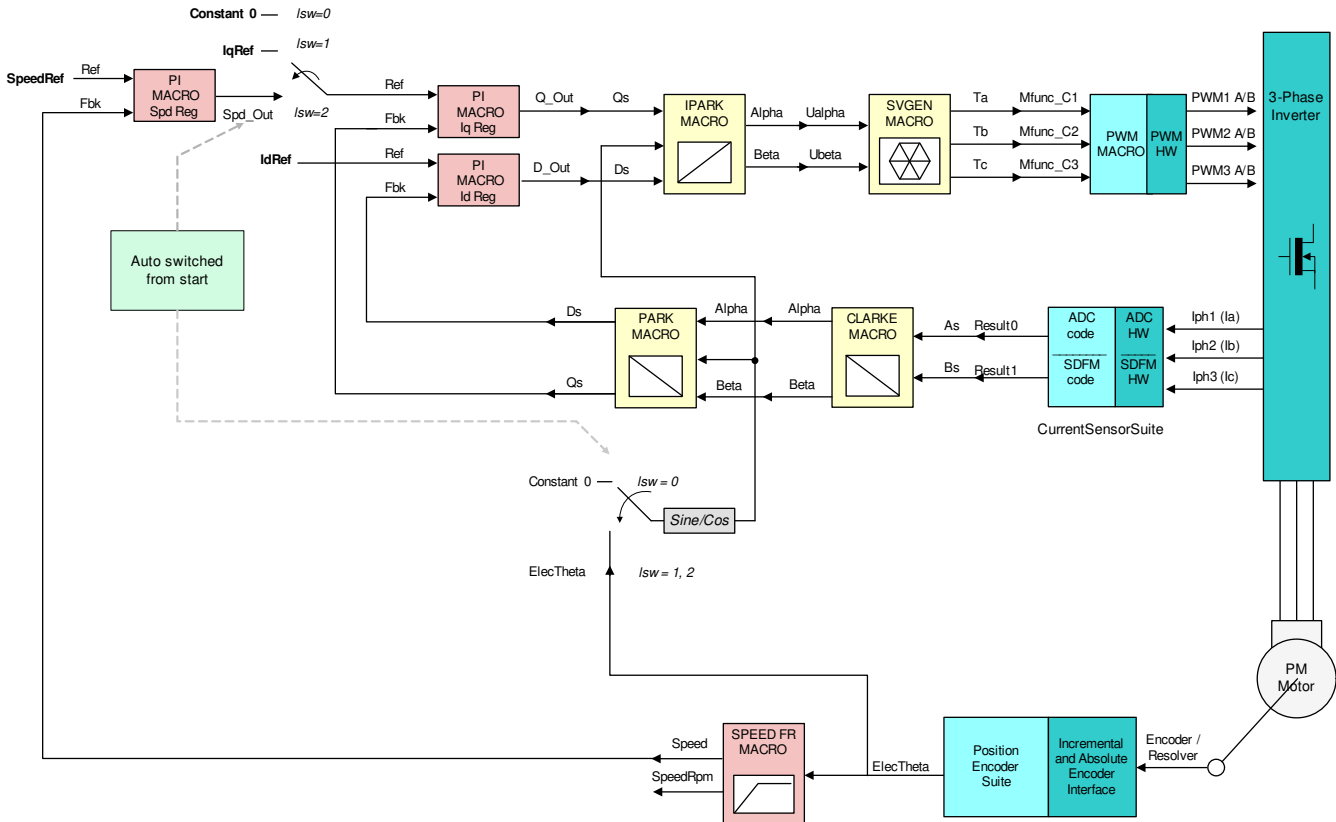 Constant 0
lsw=0
IqRef
lsw=1
SpeedRef
Ref
Fbk
PI
MACRO
Spd Reg
Spd_Out
lsw=2
Ref
Fbk
PI
MACRO
Iq Reg
Q_Out
Qs
IdRef
Ref
Fbk
PI
MACRO
Id Reg
D_Out
Ds
IPARK
MACRO
Alpha
Ualpha
Beta
Ubeta
SVGEN
MACRO
Ta
Mfunc_C1
Tb
Mfunc_C2
Tc
Mfunc_C3
PWM
MACRO
PWM
HW
PWM1 A/B
PWM2 A/B
PWM3 A/B
3-Phase
Inverter
Auto switched
from start
Ds
Qs
PARK
MACRO
Alpha
Alpha
Beta
Beta
CLARKE
MACRO
As
Result0
Bs
Result1
ADC
code
SDFM
code
ADC
HW
SDFM
HW
Iph1 (Ia)
Iph2 (Ib)
Iph3 (Ic)
CurrentSensorSuite
Constant 0
lsw = 0
Sine/Cos
ElecTheta
lsw = 1, 2
PM
Motor
Speed
SpeedRpm
SPEED FR
MACRO
ElecTheta
Position
Encoder
Suite
Incremental
and Absolute
Encoder
Interface
Encoder /
Resolver